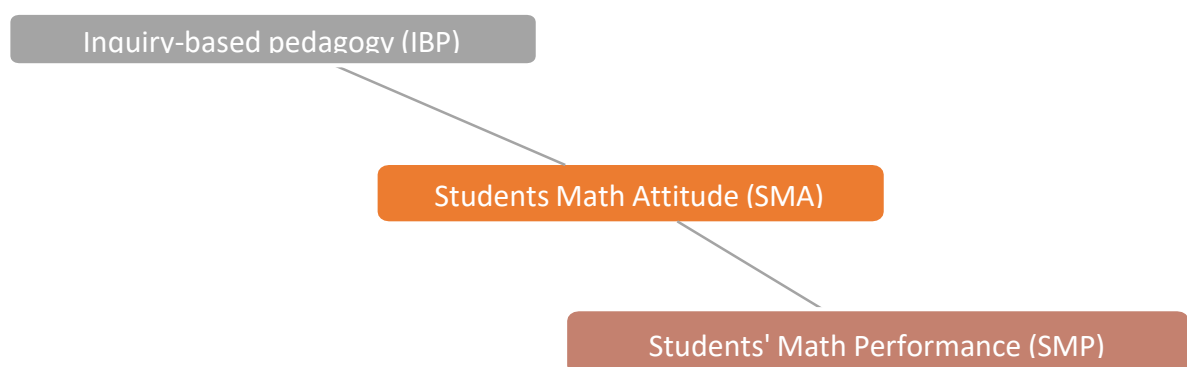 Inquiry-based pedagogy (IBP)
Students Math Attitude (SMA)
Students' Math Performance (SMP)